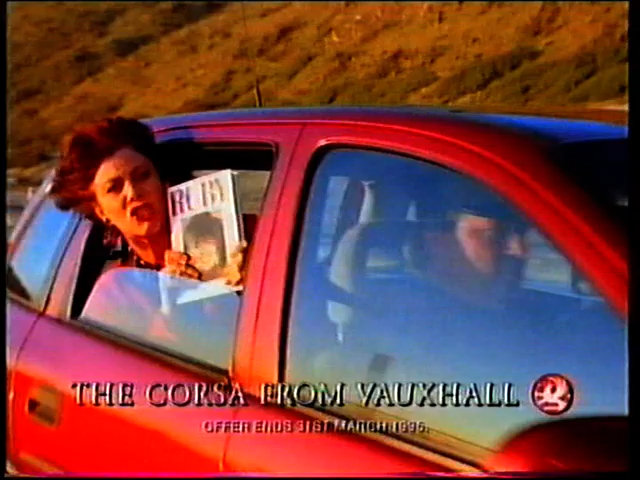 RUBY
THE CORSA FROM VAUXHALL
OFFER ENDS 31ST MARCH 1996.